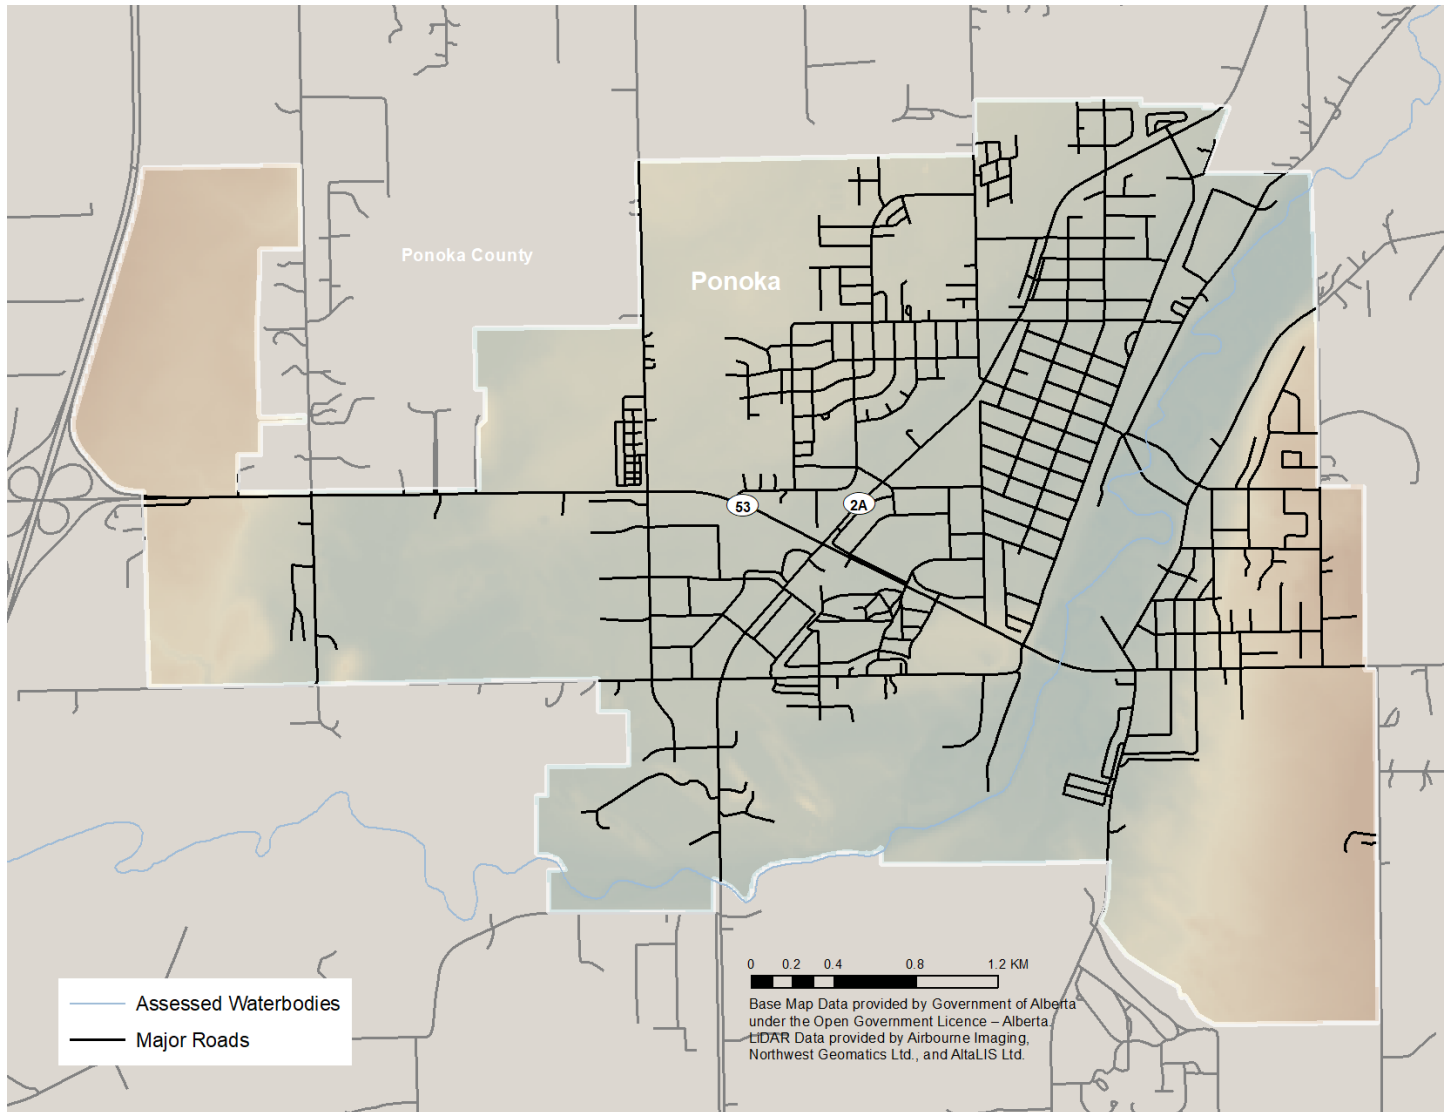 Ponoka County
Ponoka
53
2A
0 0.2 0.4 0.8 1.2 KM
Base Map Data provided by Government of Alberta
under the Open Government Licence – Alberta.
LiDAR Data provided by Airbourne Imaging,
Northwest Geomatics Ltd., and AltaLIS Ltd.
Assessed Waterbodies
Major Roads